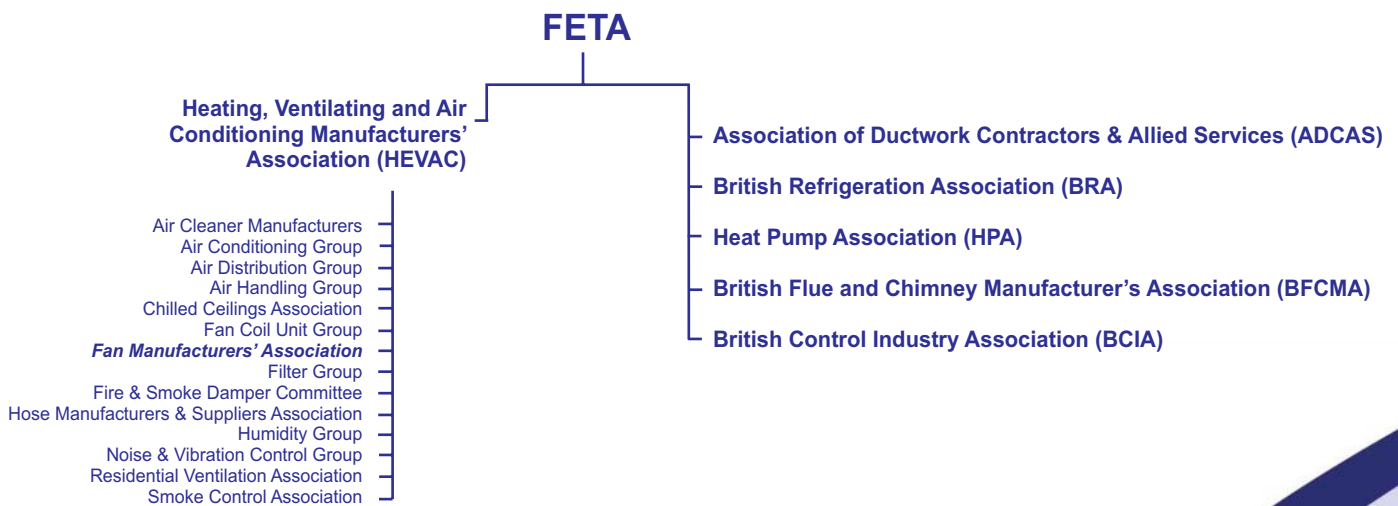 FETA
Heating, Ventilating and Air
Conditioning Manufacturers’
Association (HEVAC)
Air Cleaner Manufacturers
Air Conditioning Group
Air Distribution Group
Air Handling Group
Chilled Ceilings Association
Fan Coil Unit Group
Fan Manufacturers’ Association
Filter Group
Fire & Smoke Damper Committee
Hose Manufacturers & Suppliers Association
Humidity Group
Noise & Vibration Control Group
Residential Ventilation Association
Smoke Control Association
Association of Ductwork Contractors & Allied Services (ADCAS)
British Refrigeration Association (BRA)
Heat Pump Association (HPA)
British Flue and Chimney Manufacturer’s Association (BFCMA)
British Control Industry Association (BCIA)